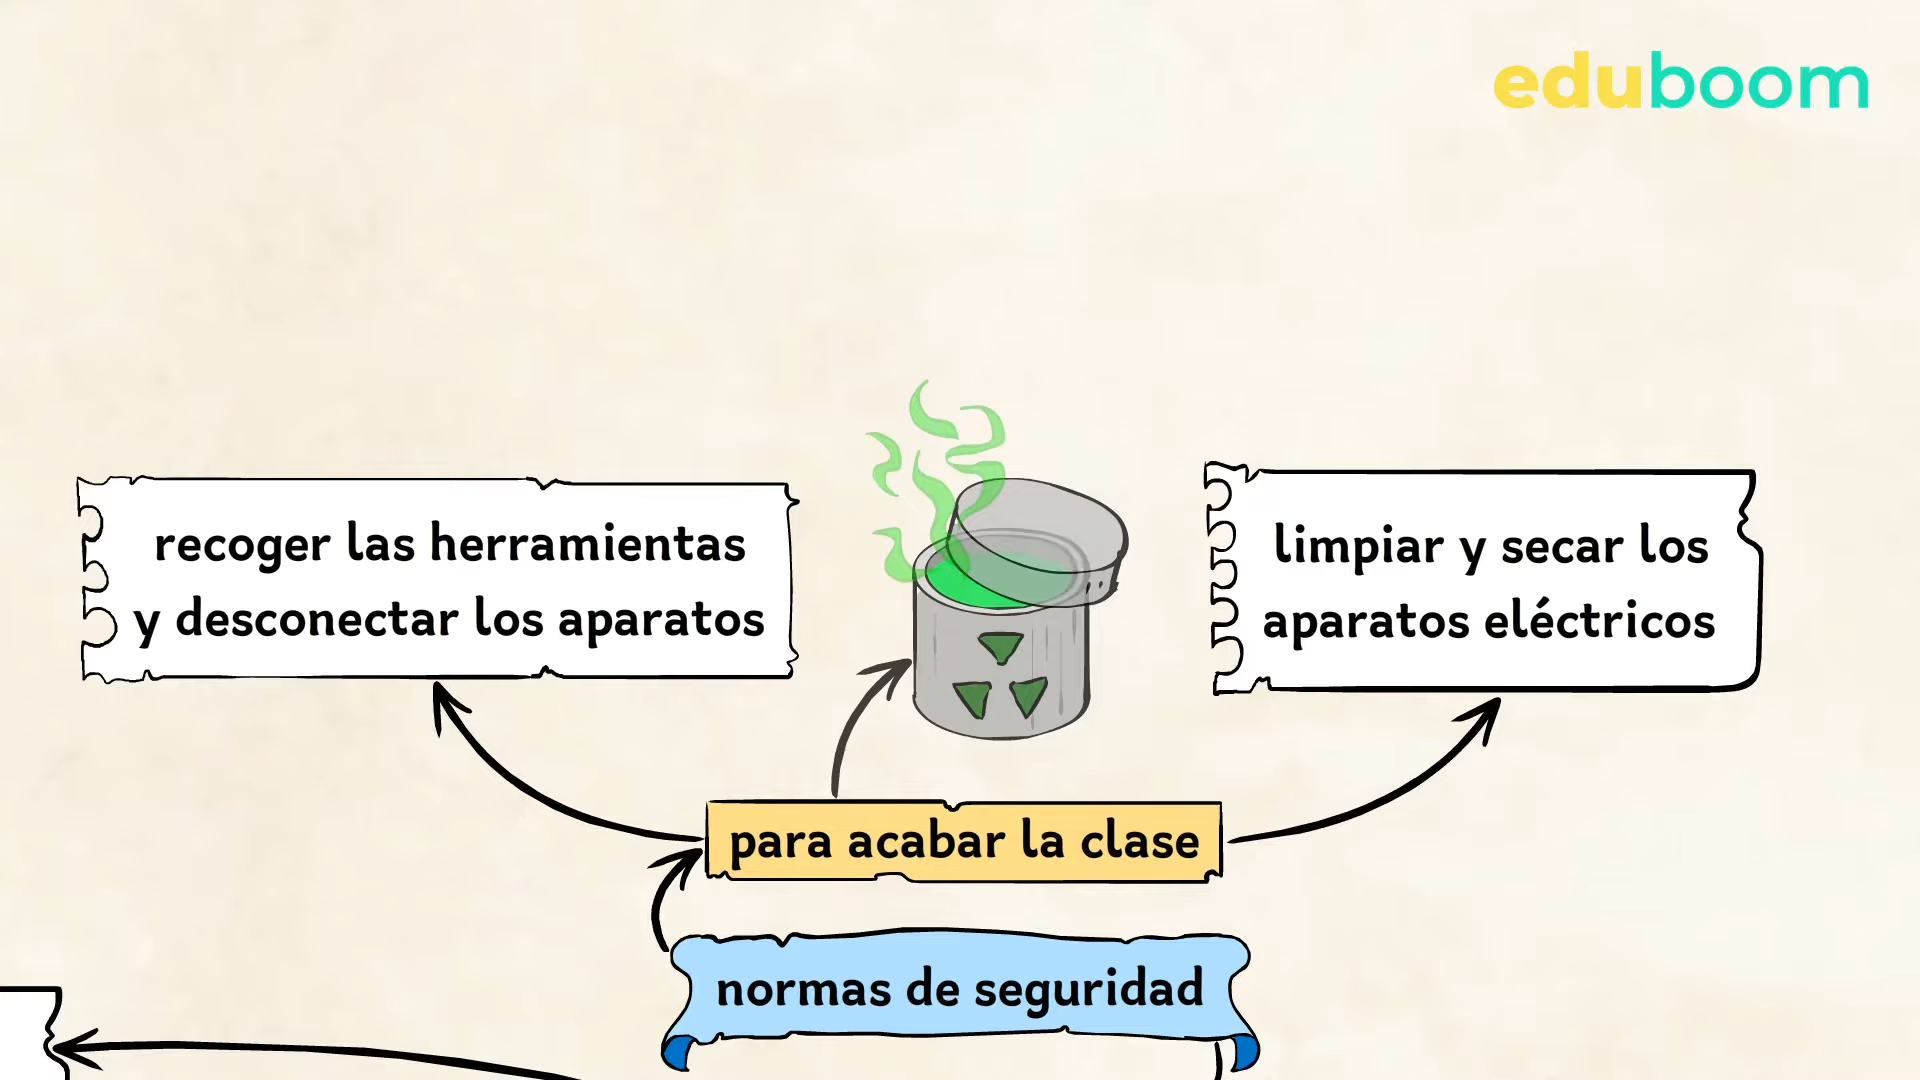 eduboom
recoger las herramientas
y desconectar los aparatos
limpiar y secar los
aparatos eléctricos
para acabar la clase
normas de seguridad